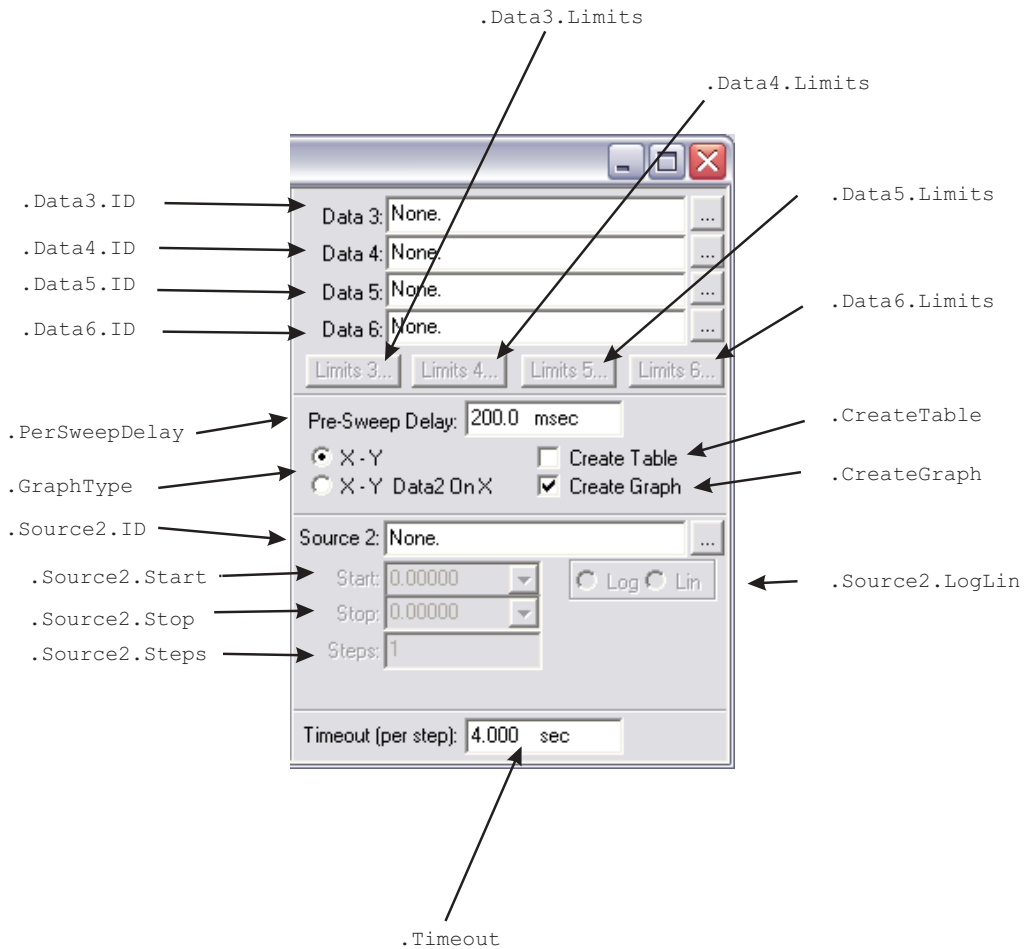 .Data3.Limits
.Data4.Limits
.Data3.ID
Data 3: None. ...
.Data5.Limits
.Data4.ID
Data 4: None. ...
.Data5.ID
Data 5: None. ...
.Data6.Limits
.Data6.ID
Data 6: None. ...
Limits 3... Limits 4... Limits 5... Limits 6...
.PerSweepDelay
Pre-Sweep Delay: 200.0 msec
.CreateTable
X - Y
Create Table
.GraphType
X - Y Data2 On X
Create Graph
.CreateGraph
.Source2.ID
Source 2: None. ...
.Source2.Start
Start: 0.00000
Log Lin
.Source2.LogLin
.Source2.Stop
Stop: 0.00000
.Source2.Steps
Steps: 1
Timeout (per step): 4.000 sec
.Timeout